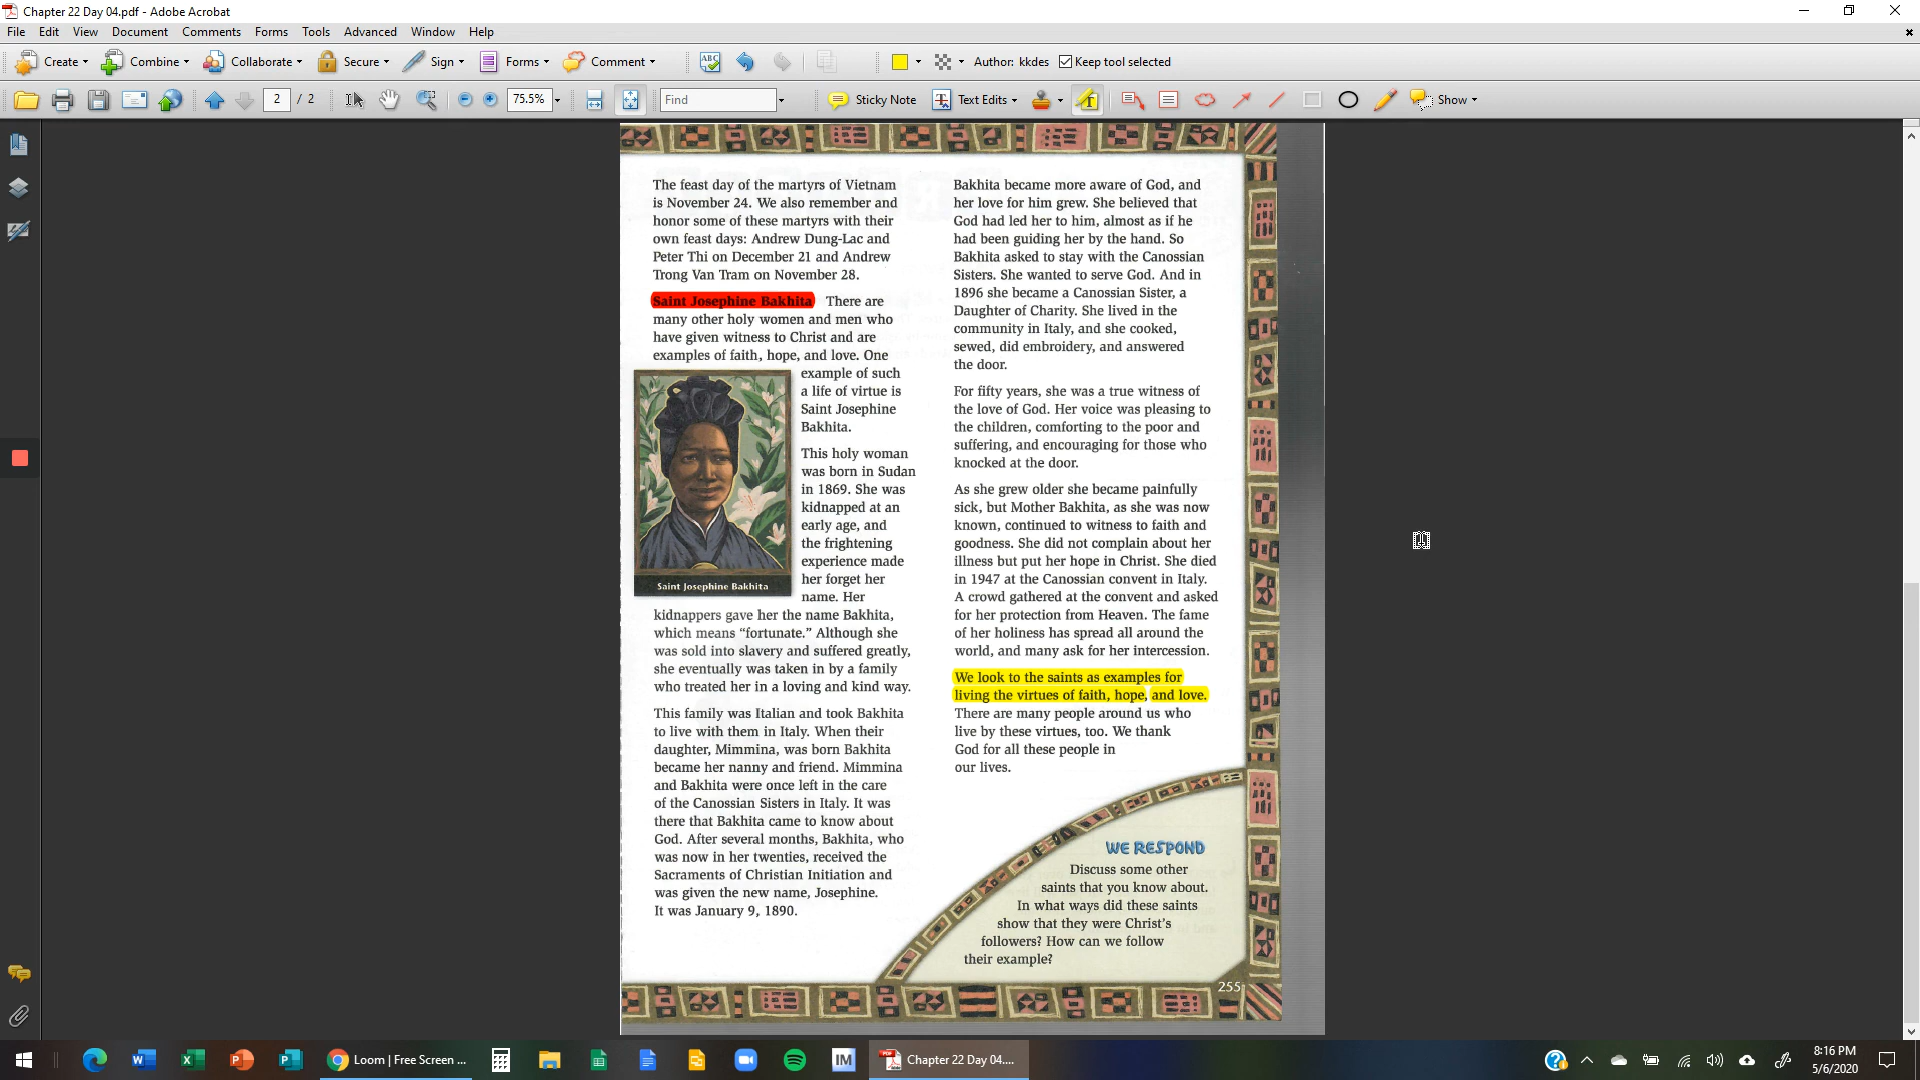 Chapter 22 Day 04.pdf - Adobe Acrobat
File Edit View Document Comments Forms Tools Advanced Window Help
Create Combine Collaborate Secure Sign Forms Comment ABC Author: kkdes Keep tool selected
2 / 2 75.5% Find Sticky Note Text Edits Show
The feast day of the martyrs of Vietnam
is November 24. We also remember and
honor some of these martyrs with their
own feast days: Andrew Dung-Lac and
Peter Thi on December 21 and Andrew
Trong Van Tram on November 28.
Saint Josephine Bakhita There are
many other holy women and men who
have given witness to Christ and are
examples of faith, hope, and love. One
example of such
a life of virtue is
Saint Josephine
Bakhita.
This holy woman
was born in Sudan
in 1869. She was
kidnapped at an
early age, and
the frightening
experience made
her forget her
name. Her
Saint Josephine Bakhita
kidnappers gave her the name Bakhita,
which means “fortunate.” Although she
was sold into slavery and suffered greatly,
she eventually was taken in by a family
who treated her in a loving and kind way.
This family was Italian and took Bakhita
to live with them in Italy. When their
daughter, Mimmina, was born Bakhita
became her nanny and friend. Mimmina
and Bakhita were once left in the care
of the Canossian Sisters in Italy. It was
there that Bakhita came to know about
God. After several months, Bakhita, who
was now in her twenties, received the
Sacraments of Christian Initiation and
was given the new name, Josephine.
It was January 9, 1890.
Bakhita became more aware of God, and
her love for him grew. She believed that
God had led her to him, almost as if he
had been guiding her by the hand. So
Bakhita asked to stay with the Canossian
Sisters. She wanted to serve God. And in
1896 she became a Canossian Sister, a
Daughter of Charity. She lived in the
community in Italy, and she cooked,
sewed, did embroidery, and answered
the door.
For fifty years, she was a true witness of
the love of God. Her voice was pleasing to
the children, comforting to the poor and
suffering, and encouraging for those who
knocked at the door.
As she grew older she became painfully
sick, but Mother Bakhita, as she was now
known, continued to witness to faith and
goodness. She did not complain about her
illness but put her hope in Christ. She died
in 1947 at the Canossian convent in Italy.
A crowd gathered at the convent and asked
for her protection from Heaven. The fame
of her holiness has spread all around the
world, and many ask for her intercession.
We look to the saints as examples for
living the virtues of faith, hope, and love.
There are many people around us who
live by these virtues, too. We thank
God for all these people in
our lives.
WE RESPOND
Discuss some other
saints that you know about.
In what ways did these saints
show that they were Christ's
followers? How can we follow
their example?
255
Loom | Free Screen ... IM Chapter 22 Day 04.... 8:16 PM
5/6/2020